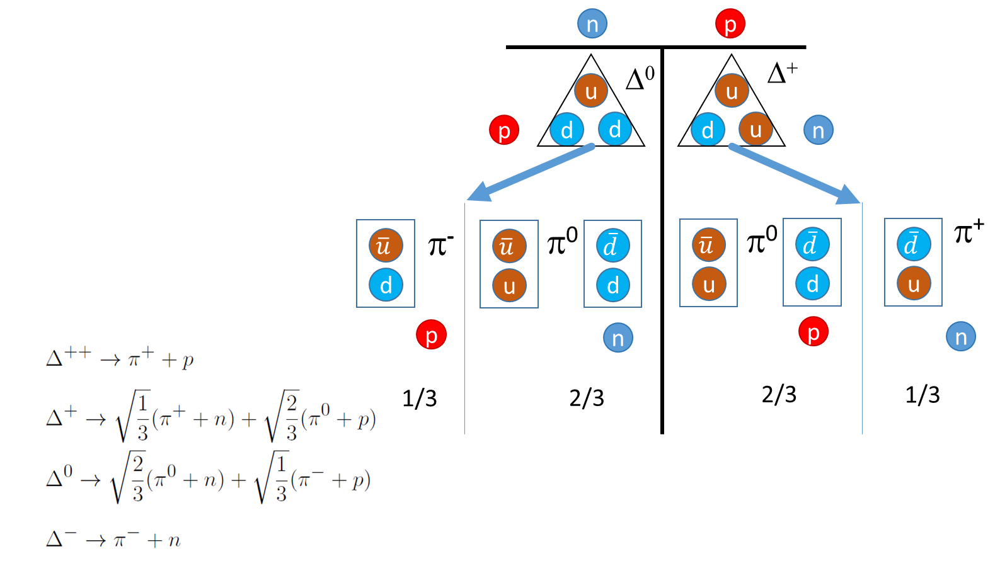 n p
Δ⁰ Δ⁺
u u
p d d d u n
ū π⁻ ū π⁰ d̄ ū π⁰ d̄ d̄ π⁺
d u d u d u
p n p n
1/3 2/3 2/3 1/3
Δ⁺⁺ → π⁺ + p
Δ⁺ → √(1/3)(π⁺ + n) + √(2/3)(π⁰ + p)
Δ⁰ → √(2/3)(π⁰ + n) + √(1/3)(π⁻ + p)
Δ⁻ → π⁻ + n